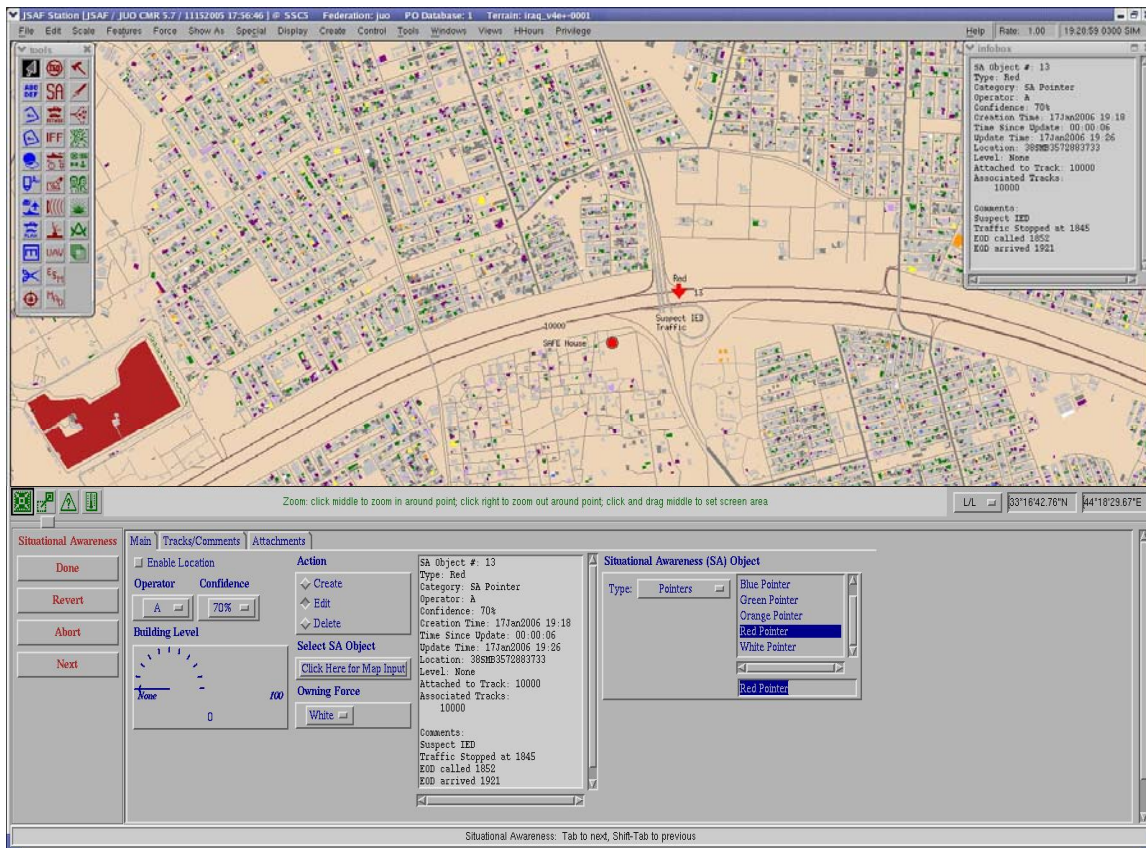 JSAF Station [JSAF / JUO CMR 5.7 / 11152005 17:56:46] @ SSCS Federation: juo PO Database: 1 Terrain: iraq_v4e+-0001
File Edit Scale Features Force Show As Special Display Create Control Tools Windows Views HHours Privilege Help Rate: 1.00 19:26:59 0300 SIM
tools
ABC
DEF
SA
IFF
UAV
ESM
MAD
infobox
SA Object #: 13
Type: Red
Category: SA Pointer
Operator: A
Confidence: 70%
Creation Time: 17Jan2006 19:18
Time Since Update: 00:00:06
Update Time: 17Jan2006 19:26
Location: 38SMB3572883733
Level: None
Attached to Track: 10000
Associated Tracks:
10000
Comments:
Suspect IED
Traffic Stopped at 1845
EOD called 1852
EOD arrived 1921
Red
13
Suspect IED
Traffic
10000
SAFE House
Zoom: click middle to zoom in around point; click right to zoom out around point; click and drag middle to set screen area
L/L 33°16'42.76"N 44°18'29.67"E
Situational Awareness
Done
Revert
Abort
Next
Main Tracks/Comments Attachments
Enable Location
Operator Confidence
A 70%
Building Level
None 100
0
Action
Create
Edit
Delete
Select SA Object
Click Here for Map Input
Owning Force
White
SA Object #: 13
Type: Red
Category: SA Pointer
Operator: A
Confidence: 70%
Creation Time: 17Jan2006 19:18
Time Since Update: 00:00:06
Update Time: 17Jan2006 19:26
Location: 38SMB3572883733
Level: None
Attached to Track: 10000
Associated Tracks:
10000
Comments:
Suspect IED
Traffic Stopped at 1845
EOD called 1852
EOD arrived 1921
Situational Awareness (SA) Object
Type: Pointers
Blue Pointer
Green Pointer
Orange Pointer
Red Pointer
White Pointer
Red Pointer
Situational Awareness: Tab to next, Shift-Tab to previous